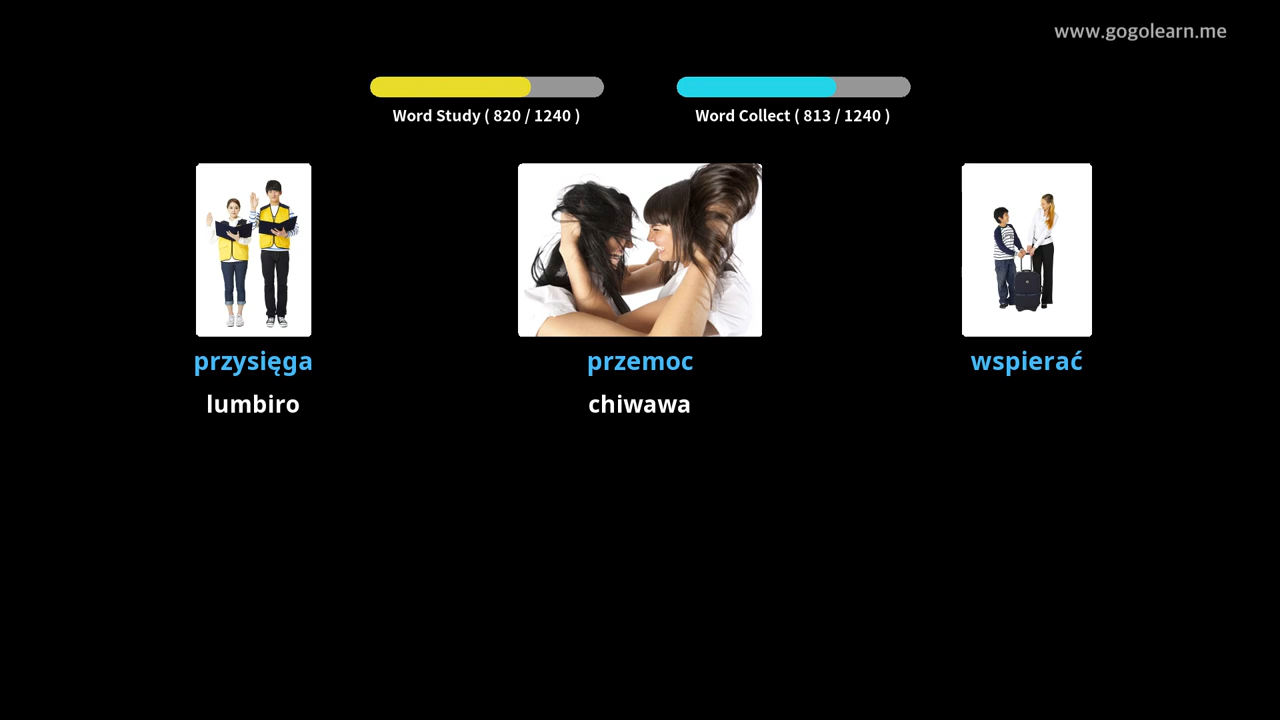 www.gogolearn.me
Word Study ( 820 / 1240 )
Word Collect ( 813 / 1240 )
przysięga
przemoc
wspierać
lumbiro
chiwawa